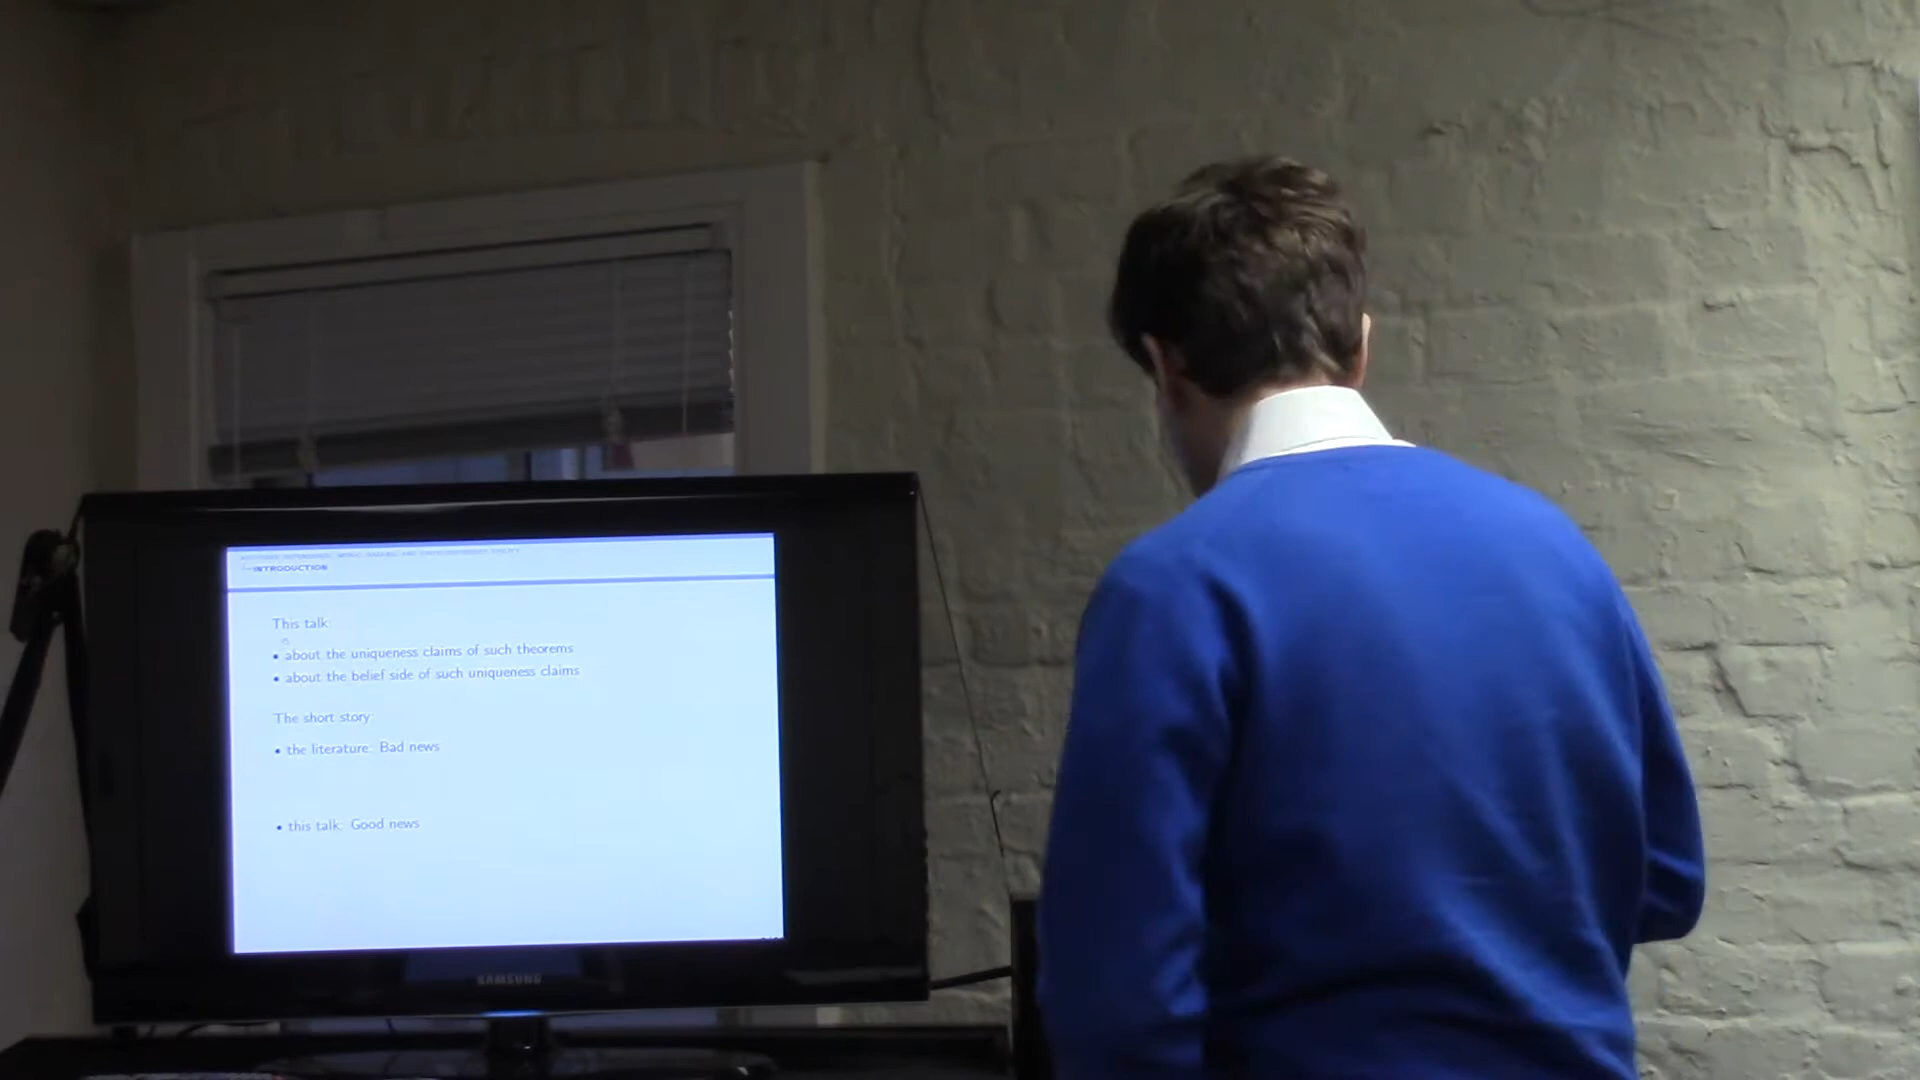 INTRODUCTION
This talk:
• about the uniqueness claims of such theorems
• about the belief side of such uniqueness claims
The short story:
• the literature: Bad news
• this talk: Good news
SAMSUNG